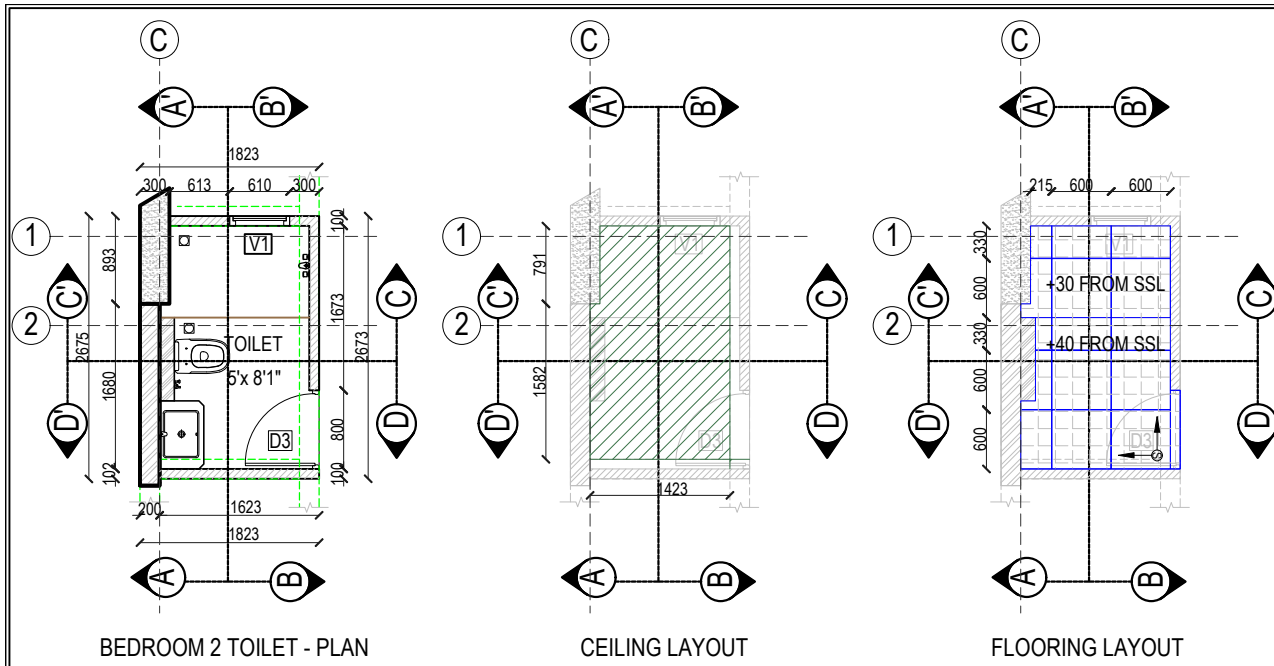 C
A'
B'
1823
300
613
610
300
100
1
893
V1
C'
C
1673
2
2675
TOILET
2673
5'x 8'1"
1680
D'
D
D3
800
102
100
200
1623
1823
A
B
BEDROOM 2 TOILET - PLAN
C
A'
B'
1
V1
791
C'
C
2
1582
D'
D
D3
1423
A
B
CEILING LAYOUT
C
A'
B'
215
600
600
1
330
V1
C'
600
+30 FROM SSL
C
2
330
+40 FROM SSL
600
D'
D
600
D3
A
B
FLOORING LAYOUT